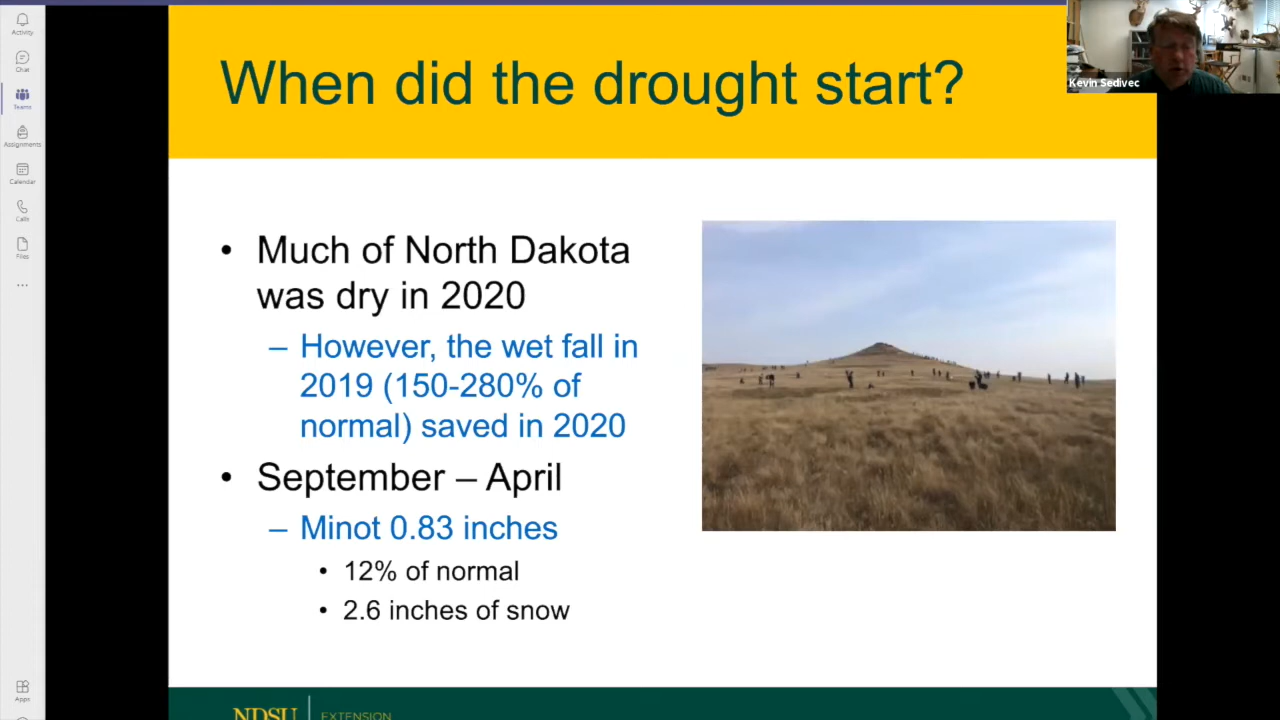 Activity
Chat
Teams
Assignments
Calendar
Calls
Files
...
Apps
When did the drought start?
Kevin Sedivec
• Much of North Dakota
was dry in 2020
– However, the wet fall in
2019 (150-280% of
normal) saved in 2020
• September – April
– Minot 0.83 inches
• 12% of normal
• 2.6 inches of snow
NDSU | EXTENSION